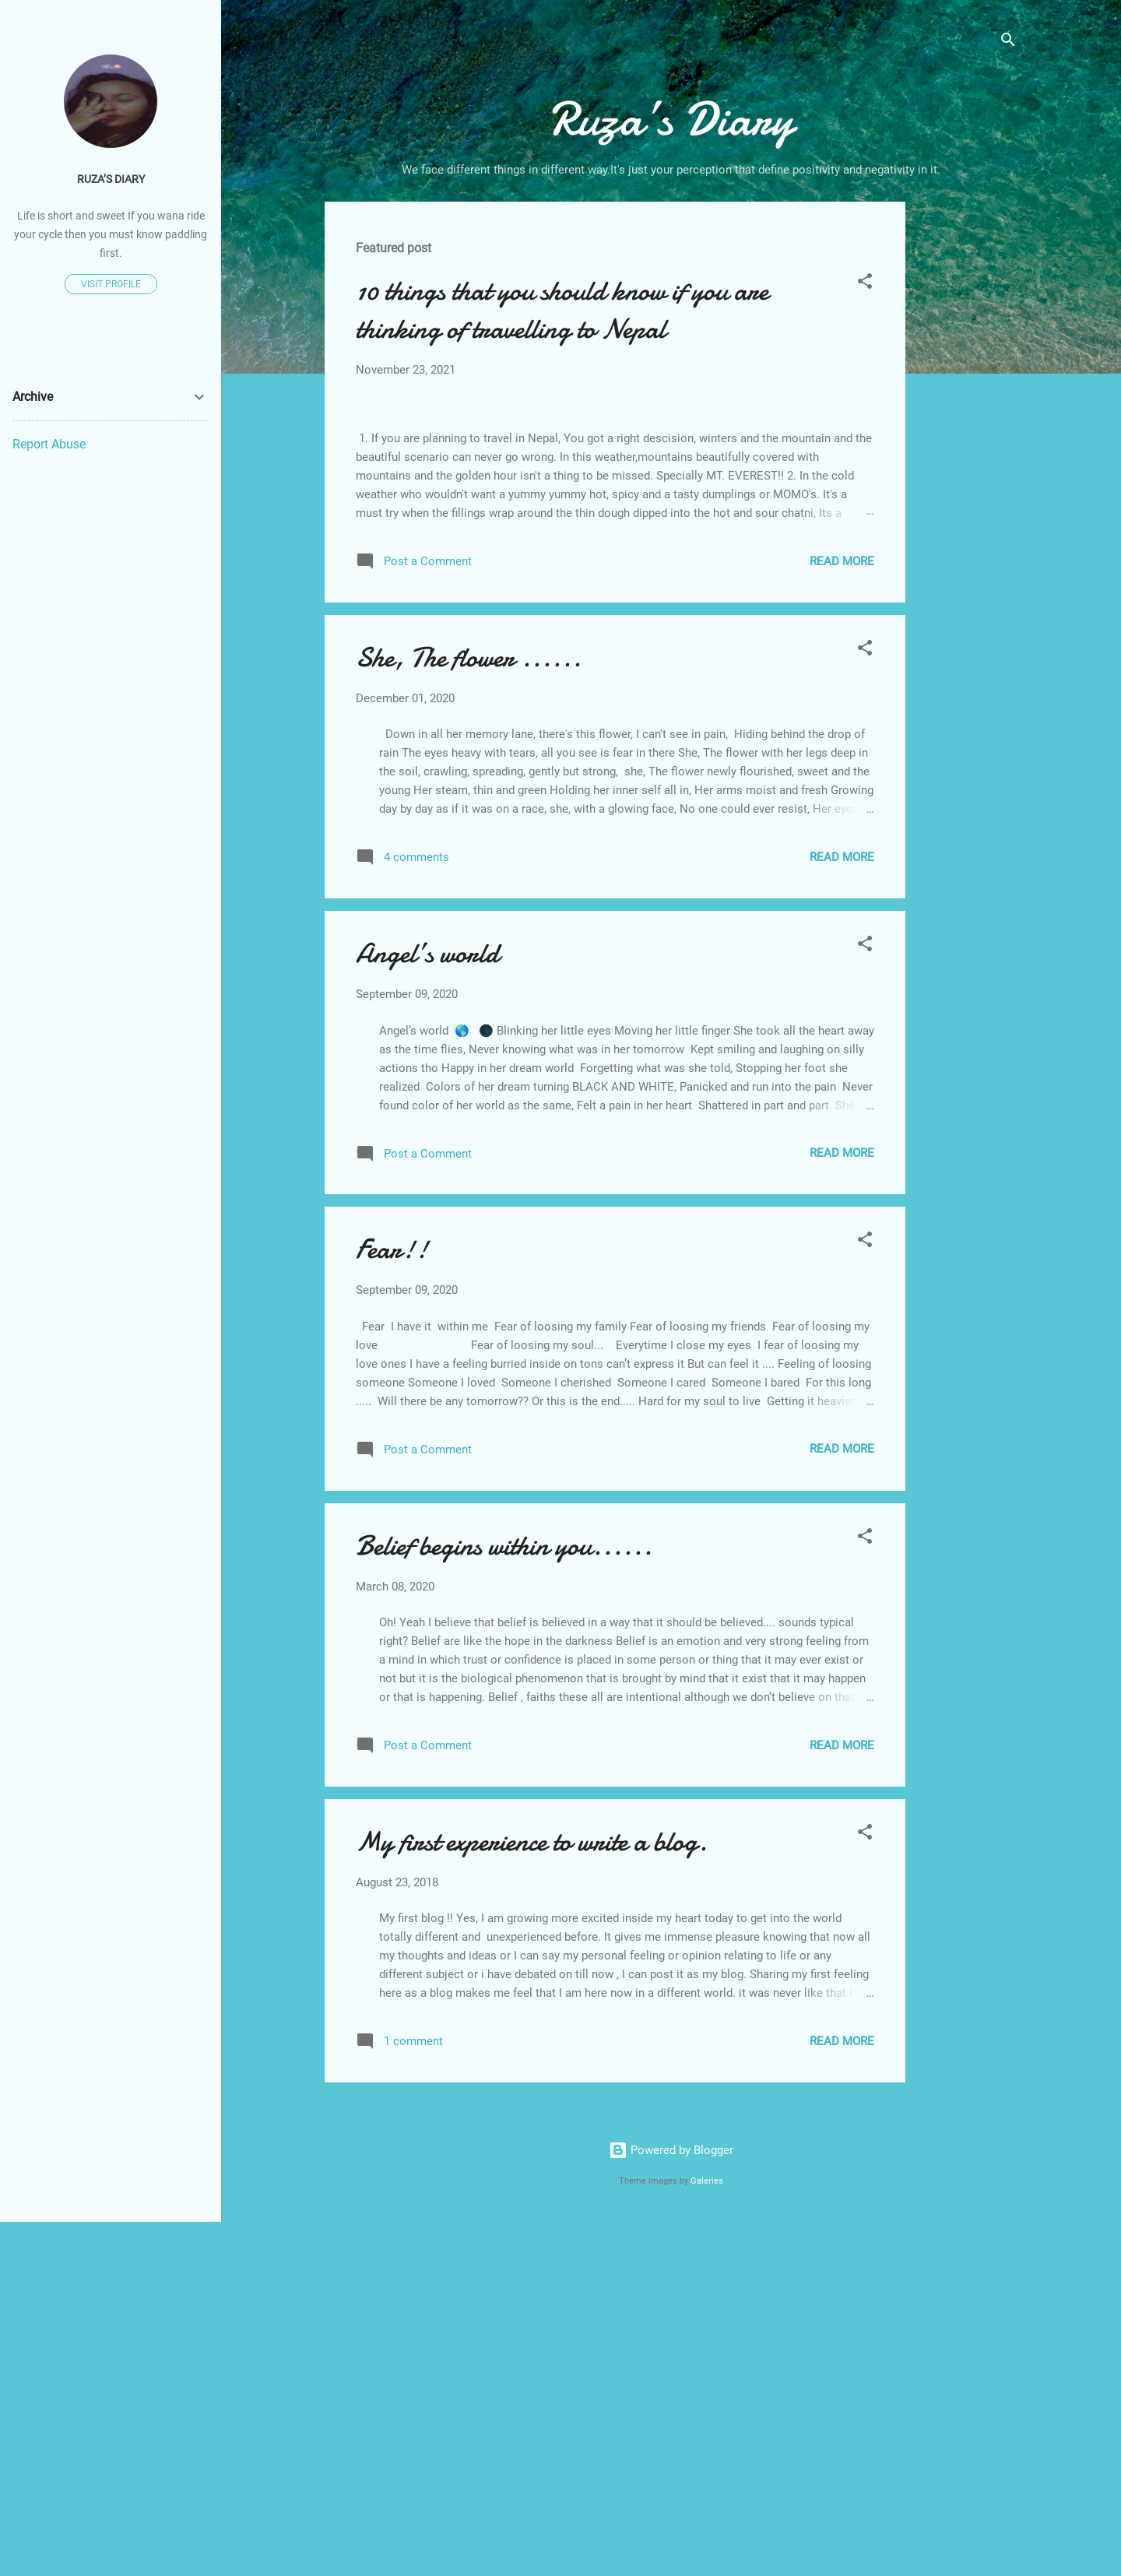 RUZA'S DIARY
Life is short and sweet If you wana ride
your cycle then you must know paddling
first.
VISIT PROFILE
Archive
Report Abuse
Ruza's Diary
We face different things in different way.It's just your perception that define positivity and negativity in it.
Featured post
10 things that you should know if you are
thinking of travelling to Nepal
November 23, 2021
1. If you are planning to travel in Nepal, You got a right descision, winters and the mountain and the
beautiful scenario can never go wrong. In this weather,mountains beautifully covered with
mountains and the golden hour isn't a thing to be missed. Specially MT. EVEREST!! 2. In the cold
weather who wouldn't want a yummy yummy hot, spicy and a tasty dumplings or MOMO's. It's a
must try when the fillings wrap around the thin dough dipped into the hot and sour chatni, Its a ...
Post a Comment
READ MORE
She, The flower ......
December 01, 2020
Down in all her memory lane, there's this flower, I can't see in pain,  Hiding behind the drop of
rain The eyes heavy with tears, all you see is fear in there She, The flower with her legs deep in
the soil, crawling, spreading, gently but strong,  she, The flower newly flourished, sweet and the
young Her steam, thin and green Holding her inner self all in, Her arms moist and fresh Growing
day by day as if it was on a race, she, with a glowing face, No one could ever resist, Her eyes ...
4 comments
READ MORE
Angel's world
September 09, 2020
Angel’s world 🌎 🌑 Blinking her little eyes Moving her little finger She took all the heart away
as the time flies, Never knowing what was in her tomorrow  Kept smiling and laughing on silly
actions tho Happy in her dream world  Forgetting what was she told, Stopping her foot she
realized  Colors of her dream turning BLACK AND WHITE, Panicked and run into the pain  Never
found color of her world as the same, Felt a pain in her heart  Shattered in part and part  She ...
Post a Comment
READ MORE
Fear!!
September 09, 2020
Fear  I have it  within me  Fear of loosing my family Fear of loosing my friends  Fear of loosing my
love Fear of loosing my soul...    Everytime I close my eyes  I fear of loosing my
love ones I have a feeling burried inside on tons can’t express it But can feel it .... Feeling of loosing
someone Someone I loved  Someone I cherished  Someone I cared  Someone I bared  For this long
.....  Will there be any tomorrow?? Or this is the end..... Hard for my soul to live  Getting it heavier ...
Post a Comment
READ MORE
Belief begins within you......
March 08, 2020
Oh! Yeah I believe that belief is believed in a way that it should be believed.... sounds typical
right? Belief are like the hope in the darkness Belief is an emotion and very strong feeling from
a mind in which trust or confidence is placed in some person or thing that it may ever exist or
not but it is the biological phenomenon that is brought by mind that it exist that it may happen
or that is happening. Belief , faiths these all are intentional although we don’t believe on that ...
Post a Comment
READ MORE
My first experience to write a blog.
August 23, 2018
My first blog !! Yes, I am growing more excited inside my heart today to get into the world
totally different and  unexperienced before. It gives me immense pleasure knowing that now all
my thoughts and ideas or I can say my personal feeling or opinion relating to life or any
different subject or i have debated on till now , I can post it as my blog. Sharing my first feeling
here as a blog makes me feel that I am here now in a different world. it was never like that ...
1 comment
READ MORE
Powered by Blogger
Theme images by Galeries